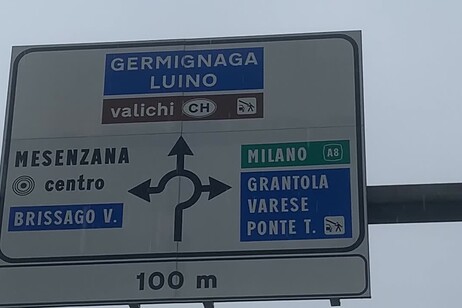 GERMIGNAGA
LUINO
valichi CH
MESENZANA
centro
BRISSAGO V.
MILANO A8
GRANTOLA
VARESE
PONTE T.
100 m